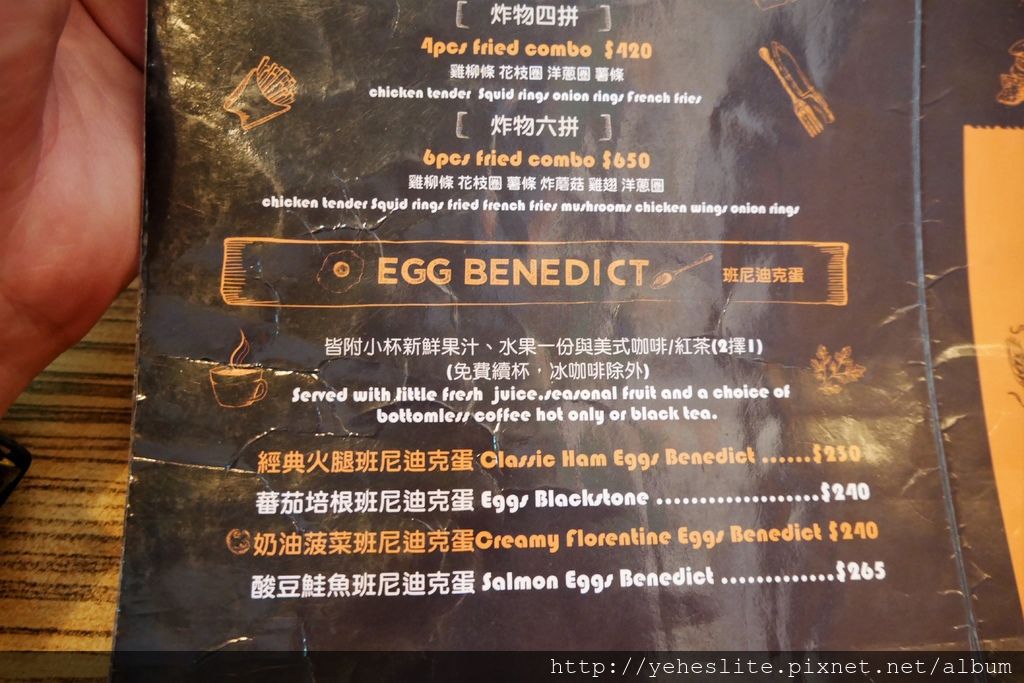 [ 炸物四拼 ]
4pcs fried combo $420
雞柳條 花枝圈 洋蔥圈 薯條
chicken tender Squid rings onion rings French fries
[ 炸物六拼 ]
6pcs fried combo $650
雞柳條 花枝圈 薯條 炸蘑菇 雞翅 洋蔥圈
chicken tender Squid rings fried french fries mushrooms chicken wings onion rings
EGG BENEDICT 班尼迪克蛋
皆附小杯新鮮果汁、水果一份與美式咖啡/紅茶(2擇1)
(免費續杯,冰咖啡除外)
Served with little fresh juice.seasonal fruit and a choice of
bottomless coffee hot only or black tea.
經典火腿班尼迪克蛋 Classic Ham Eggs Benedict ......$230
蕃茄培根班尼迪克蛋 Eggs Blackstone ...................$240
奶油菠菜班尼迪克蛋Creamy Florentine Eggs Benedict $240
酸豆鮭魚班尼迪克蛋 Salmon Eggs Benedict .............$265
http://yeheslite.pixnet.net/album